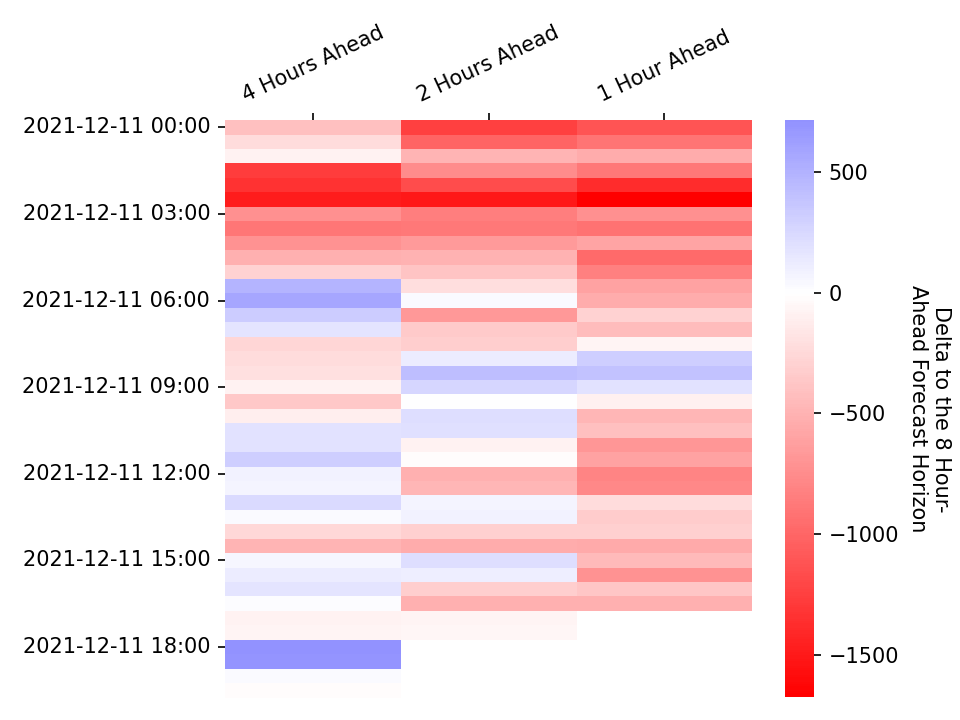 4 Hours Ahead
2 Hours Ahead
1 Hour Ahead
2021-12-11 00:00
2021-12-11 03:00
2021-12-11 06:00
2021-12-11 09:00
2021-12-11 12:00
2021-12-11 15:00
2021-12-11 18:00
500
0
−500
−1000
−1500
Delta to the 8 Hour-
Ahead Forecast Horizon